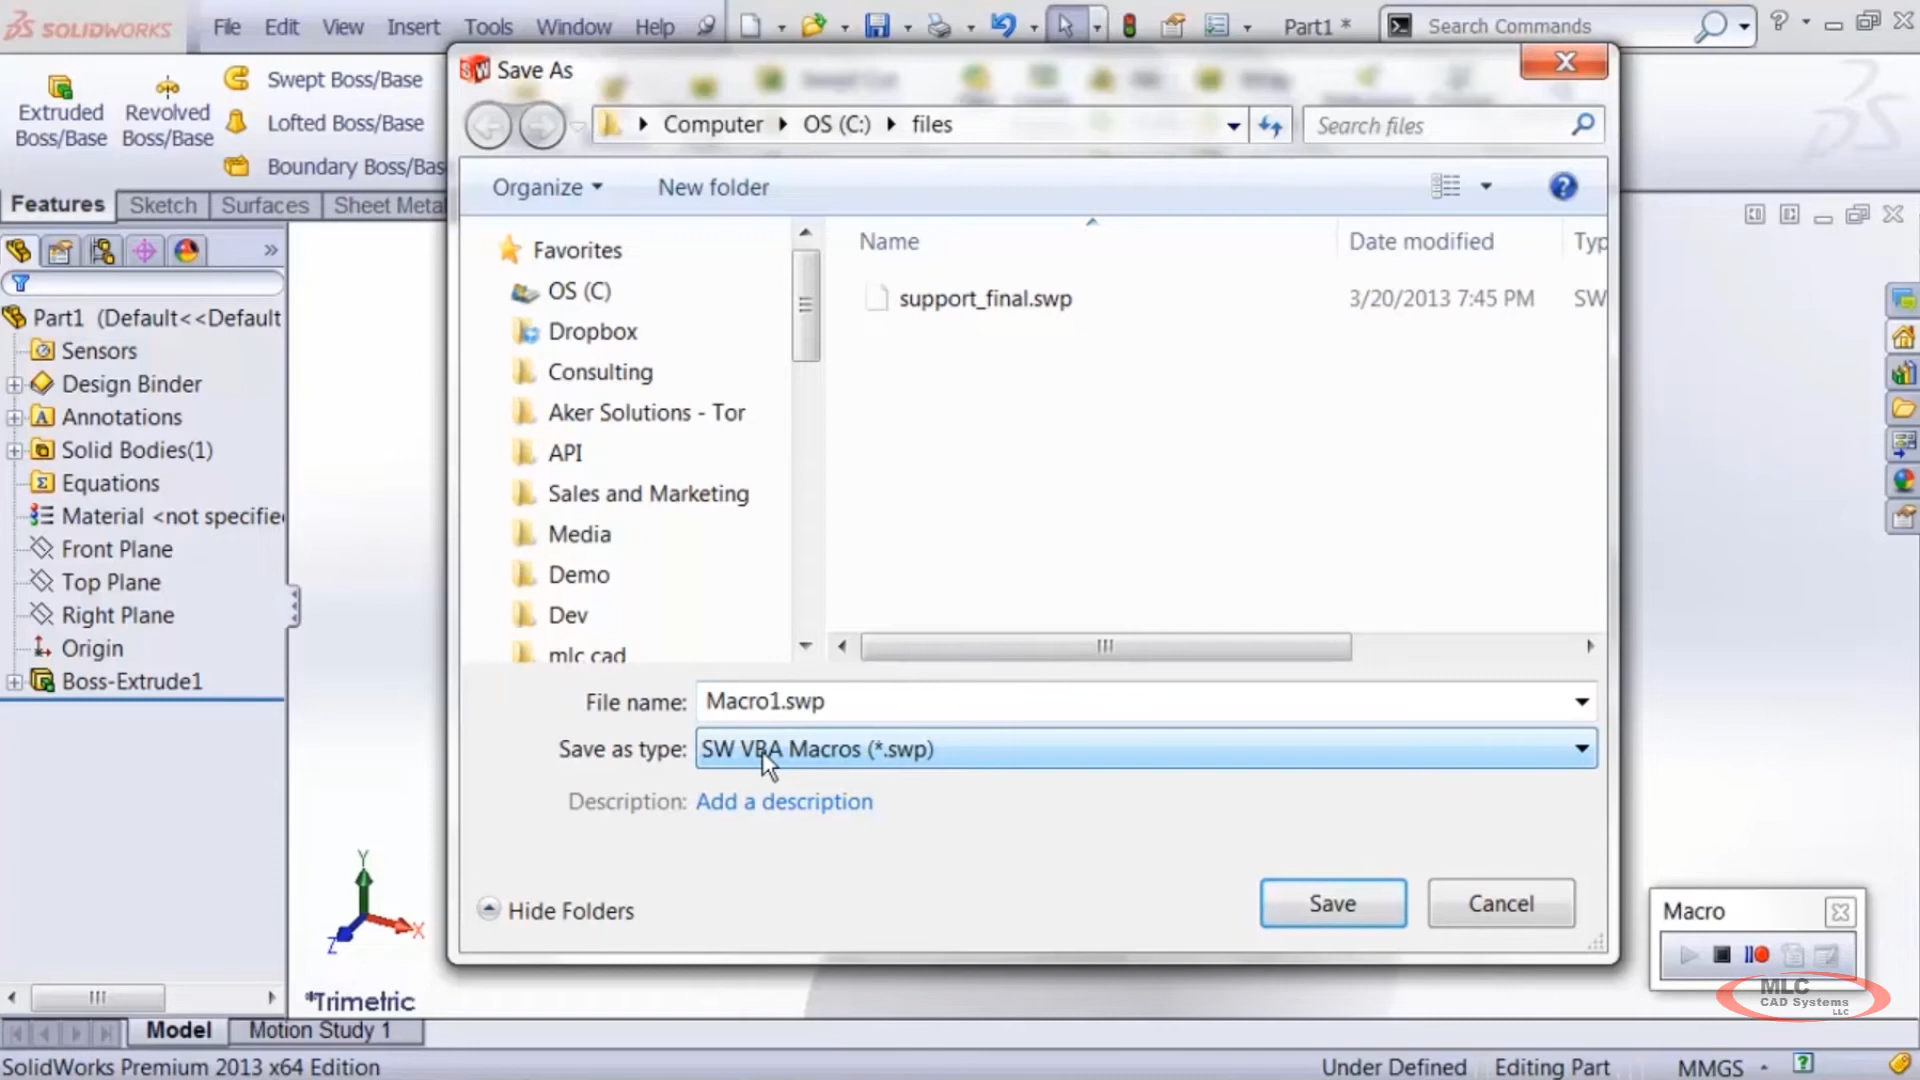 SOLIDWORKS File Edit View Insert Tools Window Help Part1 * Search Commands
Extruded Boss/Base
Revolved Boss/Base
Swept Boss/Base
Lofted Boss/Base
Boundary Boss/Bas
Features Sketch Surfaces Sheet Metal
Part1 (Default<<Default
Sensors
Design Binder
Annotations
Solid Bodies(1)
Equations
Material <not specifie
Front Plane
Top Plane
Right Plane
Origin
Boss-Extrude1
Save As
Computer OS (C:) files
Search files
Organize New folder
Favorites
OS (C)
Dropbox
Consulting
Aker Solutions - Tor
API
Sales and Marketing
Media
Demo
Dev
mlc cad
Name Date modified Typ
support_final.swp 3/20/2013 7:45 PM SW
File name: Macro1.swp
Save as type: SW VBA Macros (*.swp)
Description: Add a description
Hide Folders Save Cancel
Macro
MLC
CAD Systems
LLC
Y
X
Z
*Trimetric
Model Motion Study 1
SolidWorks Premium 2013 x64 Edition Under Defined Editing Part MMGS